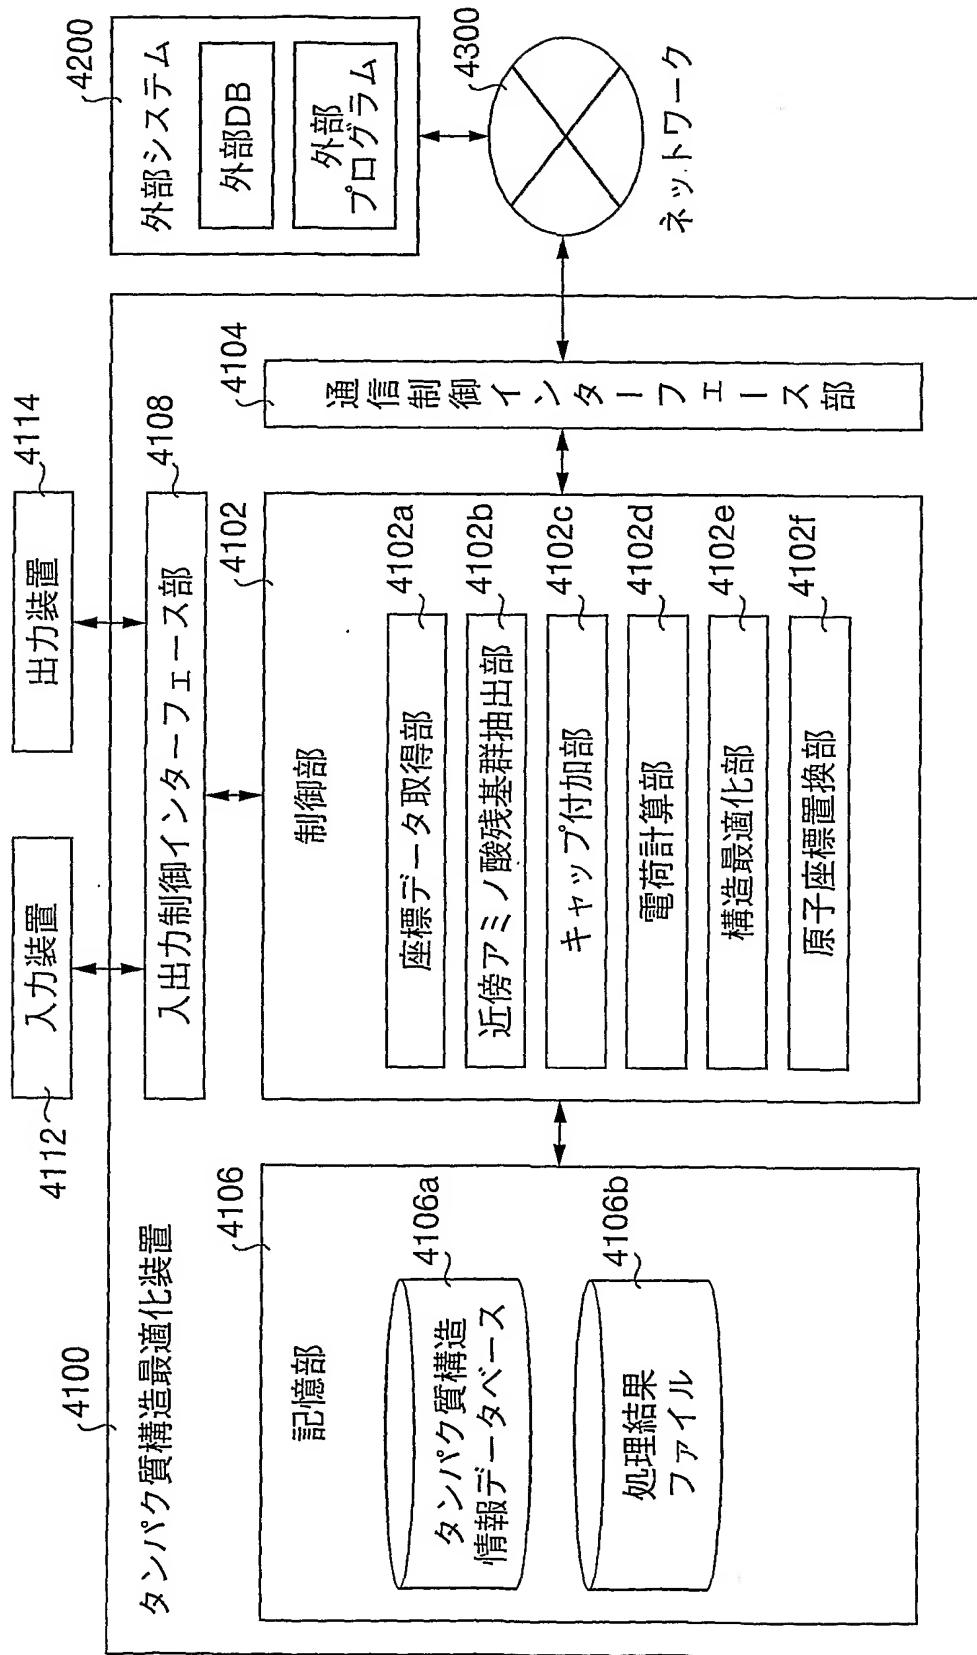 4100
タンパク質構造最適化装置
4112
入力装置
出力装置
4114
入出力制御インターフェース部
4108
4106
記憶部
タンパク質構造
情報データベース
4106a
処理結果
ファイル
4106b
制御部
4102
座標データ取得部
4102a
近傍アミノ酸残基群抽出部
4102b
キャップ付加部
4102c
電荷計算部
4102d
構造最適化部
4102e
原子座標置換部
4102f
通信制御インターフェース部
4104
外部システム
4200
外部DB
外部
プログラム
4300
ネットワーク